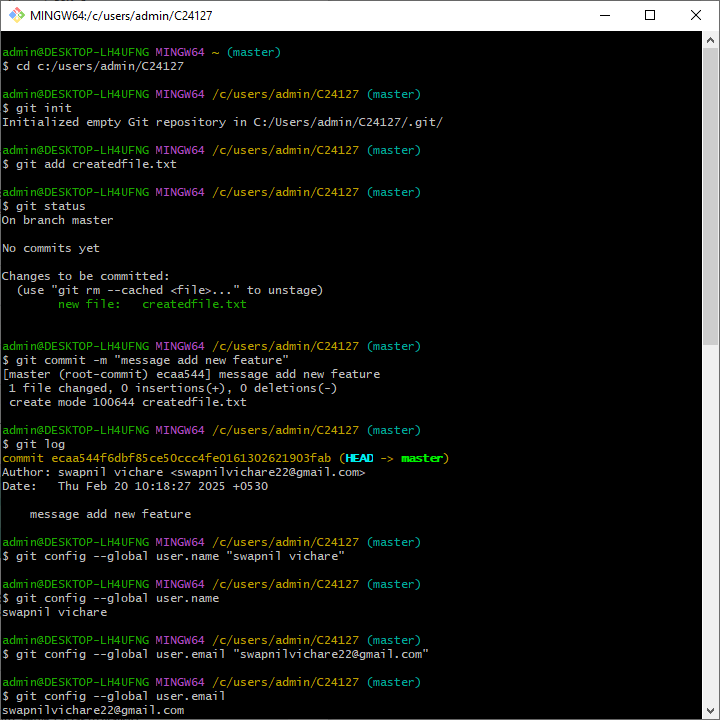 MINGW64:/c/users/admin/C24127
admin@DESKTOP-LH4UFNG MINGW64 ~ (master)
$ cd c:/users/admin/C24127
admin@DESKTOP-LH4UFNG MINGW64 /c/users/admin/C24127 (master)
$ git init
Initialized empty Git repository in C:/Users/admin/C24127/.git/
admin@DESKTOP-LH4UFNG MINGW64 /c/users/admin/C24127 (master)
$ git add createdfile.txt
admin@DESKTOP-LH4UFNG MINGW64 /c/users/admin/C24127 (master)
$ git status
On branch master
No commits yet
Changes to be committed:
  (use "git rm --cached <file>..." to unstage)
        new file:   createdfile.txt
admin@DESKTOP-LH4UFNG MINGW64 /c/users/admin/C24127 (master)
$ git commit -m "message add new feature"
[master (root-commit) ecaa544] message add new feature
 1 file changed, 0 insertions(+), 0 deletions(-)
 create mode 100644 createdfile.txt
admin@DESKTOP-LH4UFNG MINGW64 /c/users/admin/C24127 (master)
$ git log
commit ecaa544f6dbf85ce50ccc4fe0161302621903fab (HEAD -> master)
Author: swapnil vichare <swapnilvichare22@gmail.com>
Date:   Thu Feb 20 10:18:27 2025 +0530
    message add new feature
admin@DESKTOP-LH4UFNG MINGW64 /c/users/admin/C24127 (master)
$ git config --global user.name "swapnil vichare"
admin@DESKTOP-LH4UFNG MINGW64 /c/users/admin/C24127 (master)
$ git config --global user.name
swapnil vichare
admin@DESKTOP-LH4UFNG MINGW64 /c/users/admin/C24127 (master)
$ git config --global user.email "swapnilvichare22@gmail.com"
admin@DESKTOP-LH4UFNG MINGW64 /c/users/admin/C24127 (master)
$ git config --global user.email
swapnilvichare22@gmail.com